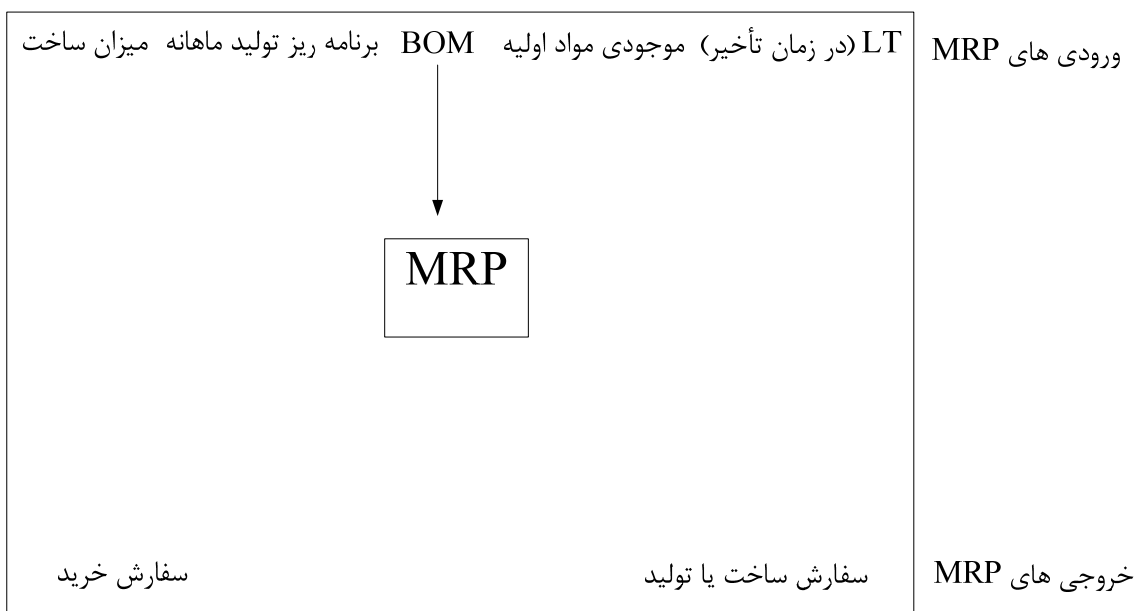 ورودی های MRP
LT (در زمان تأخیر) موجودی مواد اولیه BOM برنامه ریز تولید ماهانه میزان ساخت
MRP
خروجی های MRP
سفارش ساخت یا تولید
سفارش خرید